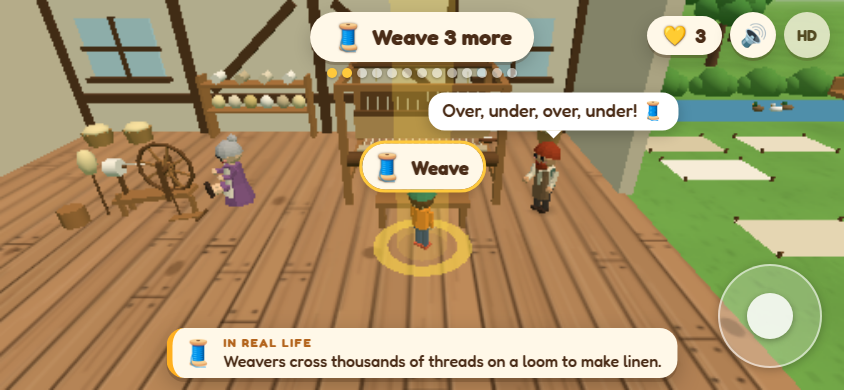 Weave 3 more
3
HD
Over, under, over, under!
Weave
IN REAL LIFE
Weavers cross thousands of threads on a loom to make linen.